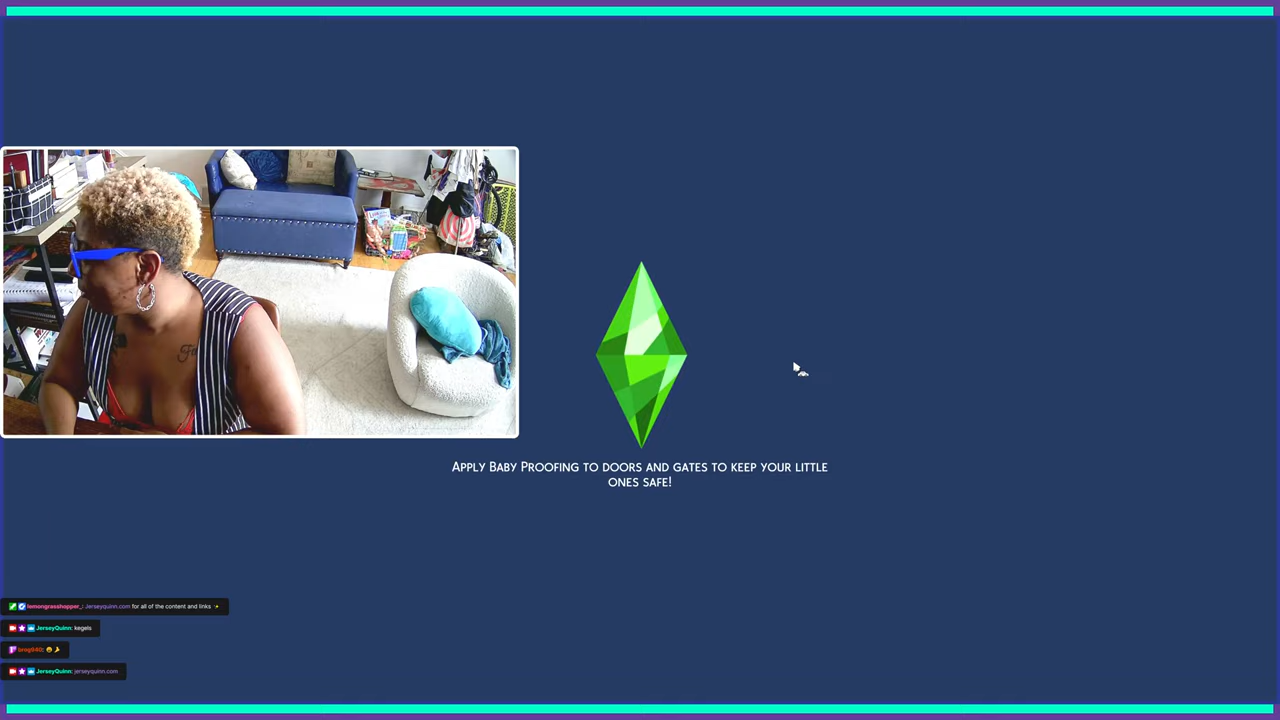 Apply Baby Proofing to doors and gates to keep your little
ones safe!
lemongrasshopper_: Jerseyquinn.com for all of the content and links
JerseyQuinn: kegels
JerseyQuinn: jerseyquinn.com